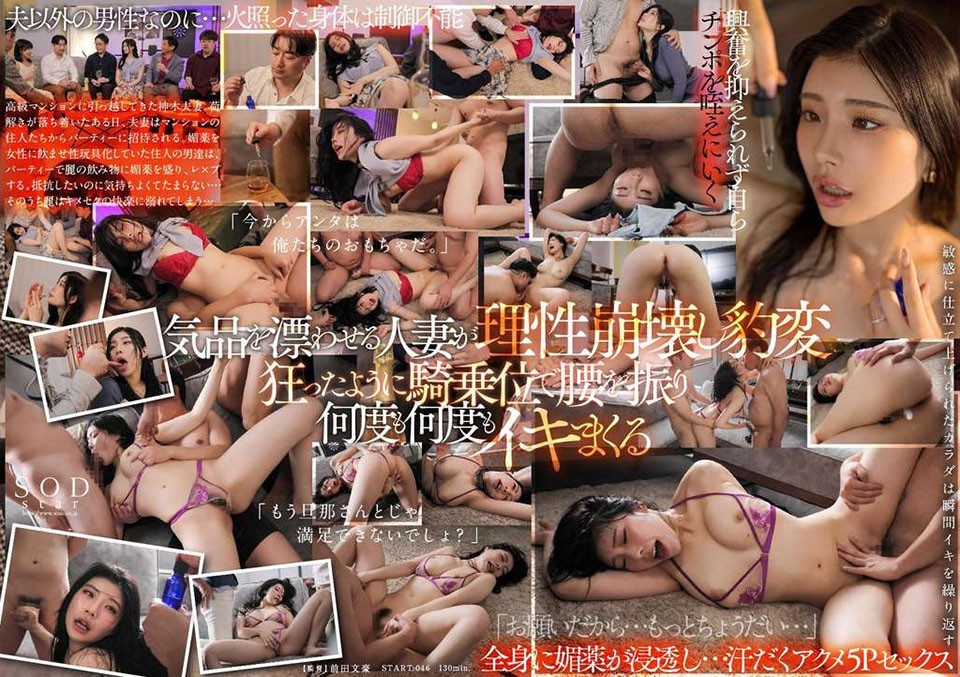 夫以外の男性なのに…火照った身体は制御不能
高級マンションに引っ越してきた神木夫妻。荷
解きが落ち着いたある日、夫妻はマンションの
住人たちからパーティーに招待される。媚薬を
女性に飲ませ性玩具化していた住人の男達は、
パーティーで麗の飲み物に媚薬を盛り、レ×プ
する。抵抗したいのに気持ちよくてたまらない…
そのうち麗はキメセクの快楽に溺れてしまう…
興奮を抑えられず自ら
チンポを咥えにいく
「今からアンタは
俺たちのおもちゃだ。」
気品を漂わせる人妻が理性崩壊し豹変
狂ったように騎乗位で腰を振り
何度も何度もイキまくる
敏感に仕立て上げられたカラダは瞬間イキを繰り返す
SOD
star
http://www.sod.co.jp
「もう旦那さんとじゃ
満足できないでしょ?」
「お願いだから…もっとちょうだい…」
全身に媚薬が浸透し…汗だくアクメ5Pセックス
【監督】前田文豪 START-046 130min.